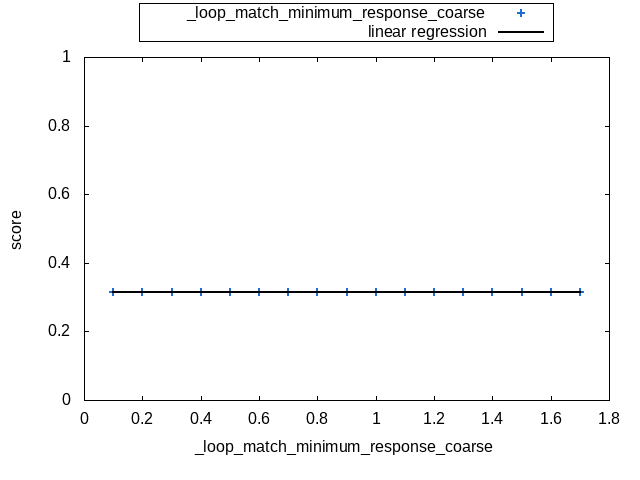 _loop_match_minimum_response_coarse
linear regression
1
0.8
0.6
0.4
0.2
0
score
0 0.2 0.4 0.6 0.8 1 1.2 1.4 1.6 1.8
_loop_match_minimum_response_coarse